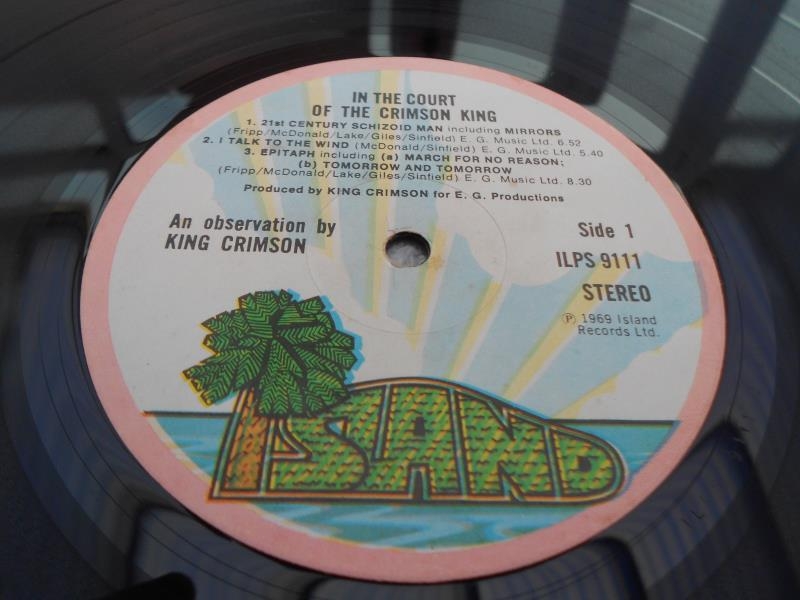 IN THE COURT
OF THE CRIMSON KING
1. 21st CENTURY SCHIZOID MAN including MIRRORS
(Fripp/McDonald/Lake/Giles/Sinfield) E. G. Music Ltd. 6.52
2. I TALK TO THE WIND (McDonald/Sinfield) E. G. Music Ltd. 5.40
3. EPITAPH including (a) MARCH FOR NO REASON;
(b) TOMORROW AND TOMORROW
(Fripp/McDonald/Lake/Giles/Sinfield) E. G. Music Ltd. 8.30
Produced by KING CRIMSON for E. G. Productions
An observation by
KING CRIMSON
Side 1
ILPS 9111
STEREO
℗ 1969 Island
Records Ltd.
ISLAND